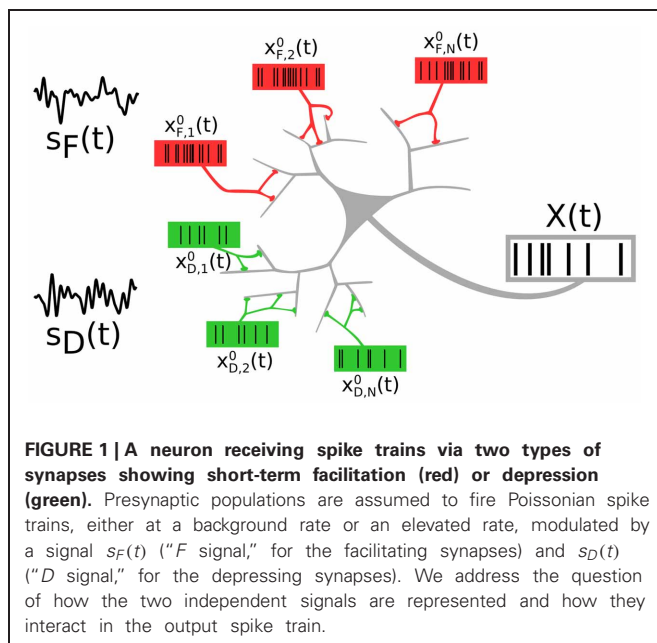 x⁰F,2(t)
x⁰F,N(t)
sF(t)
x⁰F,1(t)
X(t)
x⁰D,1(t)
sD(t)
x⁰D,2(t)
x⁰D,N(t)
FIGURE 1 | A neuron receiving spike trains via two types of
synapses showing short-term facilitation (red) or depression
(green). Presynaptic populations are assumed to fire Poissonian spike
trains, either at a background rate or an elevated rate, modulated by
a signal sF(t) (“F signal,” for the facilitating synapses) and sD(t)
(“D signal,” for the depressing synapses). We address the question
of how the two independent signals are represented and how they
interact in the output spike train.